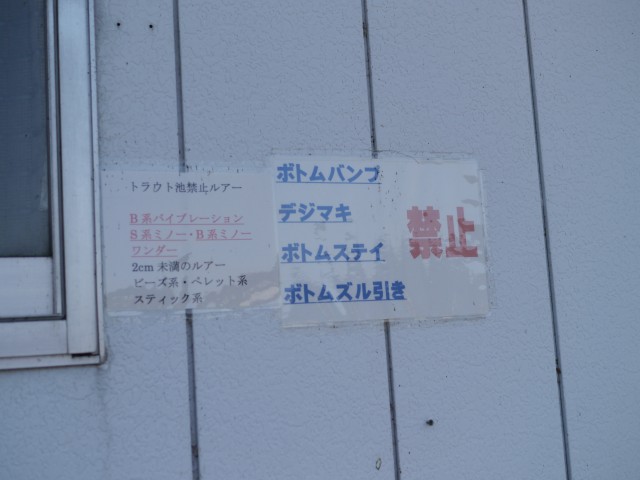 トラウト池禁止ルアー
B系バイブレーション
S系ミノー・B系ミノー
ワンダー
2cm未満のルアー
ビーズ系・ペレット系
スティック系
ボトムバンプ
デジマキ
ボトムステイ
ボトムズル引き
禁止